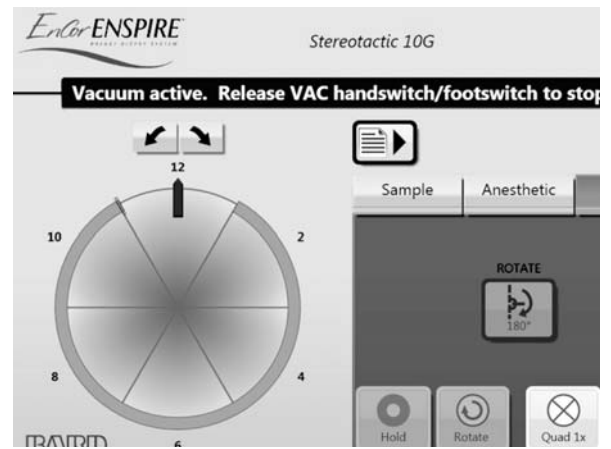 EnCor ENSPIRE
BREAST BIOPSY SYSTEM
Stereotactic 10G
Vacuum active. Release VAC handswitch/footswitch to stop
12
Sample
Anesthetic
10
2
ROTATE
180°
8
4
Hold
Rotate
Quad 1x
BARD
6